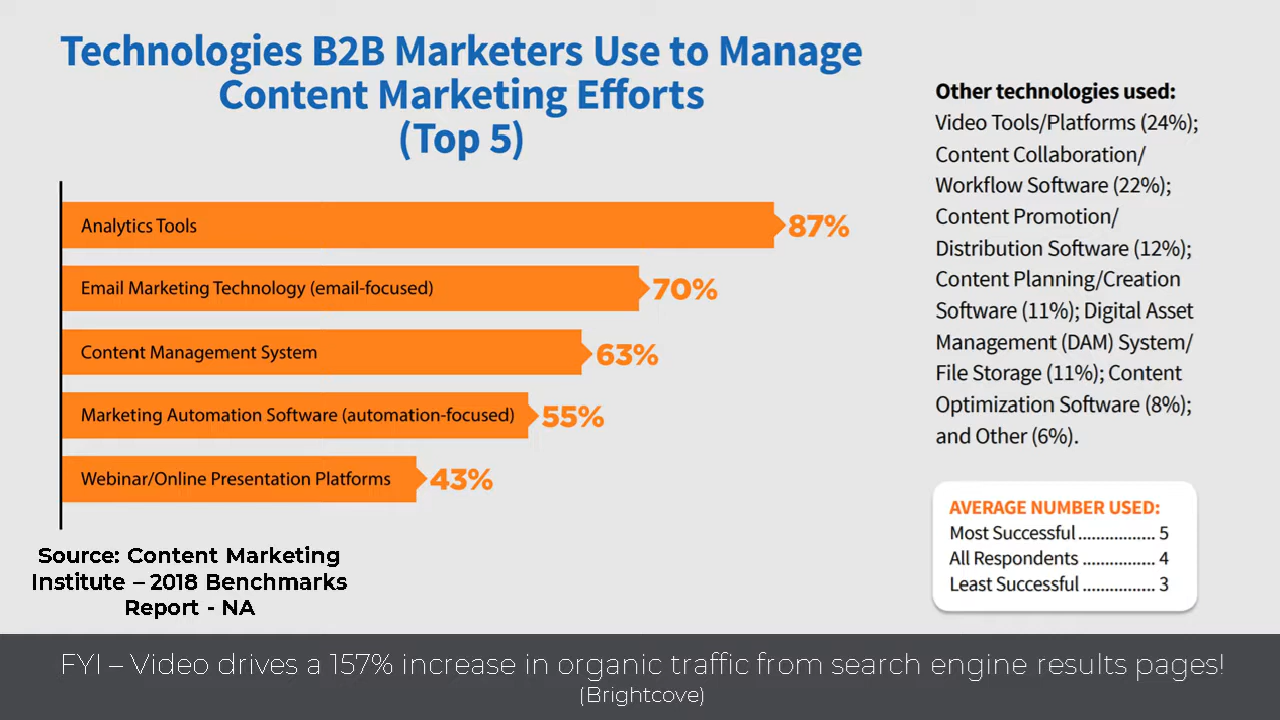 Technologies B2B Marketers Use to Manage
Content Marketing Efforts
(Top 5)
Analytics Tools
87%
Email Marketing Technology (email-focused)
70%
Content Management System
63%
Marketing Automation Software (automation-focused)
55%
Webinar/Online Presentation Platforms
43%
Source: Content Marketing
Institute – 2018 Benchmarks
Report - NA
Other technologies used:
Video Tools/Platforms (24%);
Content Collaboration/
Workflow Software (22%);
Content Promotion/
Distribution Software (12%);
Content Planning/Creation
Software (11%); Digital Asset
Management (DAM) System/
File Storage (11%); Content
Optimization Software (8%);
and Other (6%).
AVERAGE NUMBER USED:
Most Successful .................. 5
All Respondents ................. 4
Least Successful ................. 3
FYI – Video drives a 157% increase in organic traffic from search engine results pages!
(Brightcove)